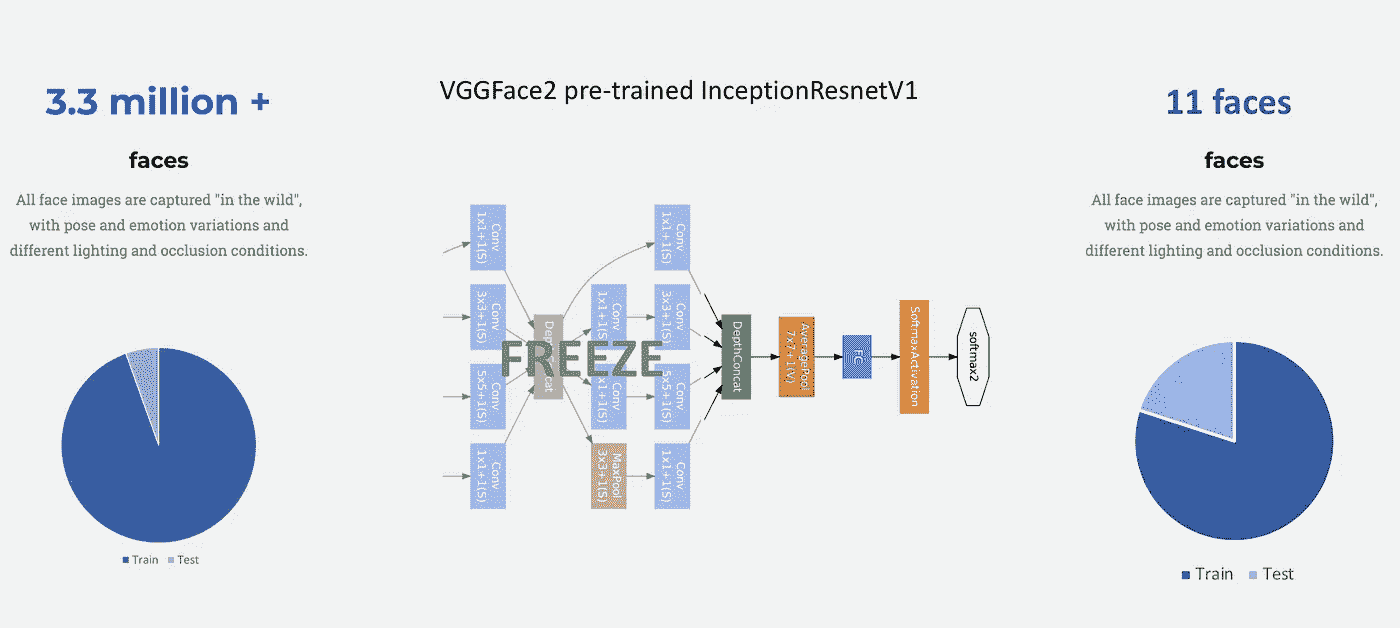 3.3 million +
faces
All face images are captured "in the wild",
with pose and emotion variations and
different lighting and occlusion conditions.
Train
Test
VGGFace2 pre-trained InceptionResnetV1
Conv
1x1+1(S)
Conv
3x3+1(S)
Conv
5x5+1(S)
Conv
1x1+1(S)
FREEZE
Conv
1x1+1(S)
Conv
1x1+1(S)
MaxPool
3x3+1(S)
Conv
1x1+1(S)
Conv
3x3+1(S)
Conv
5x5+1(S)
Conv
1x1+1(S)
DepthConcat
AveragePool
7x7+1(V)
FC
SoftmaxActivation
softmax2
11 faces
faces
All face images are captured "in the wild",
with pose and emotion variations and
different lighting and occlusion conditions.
Train
Test